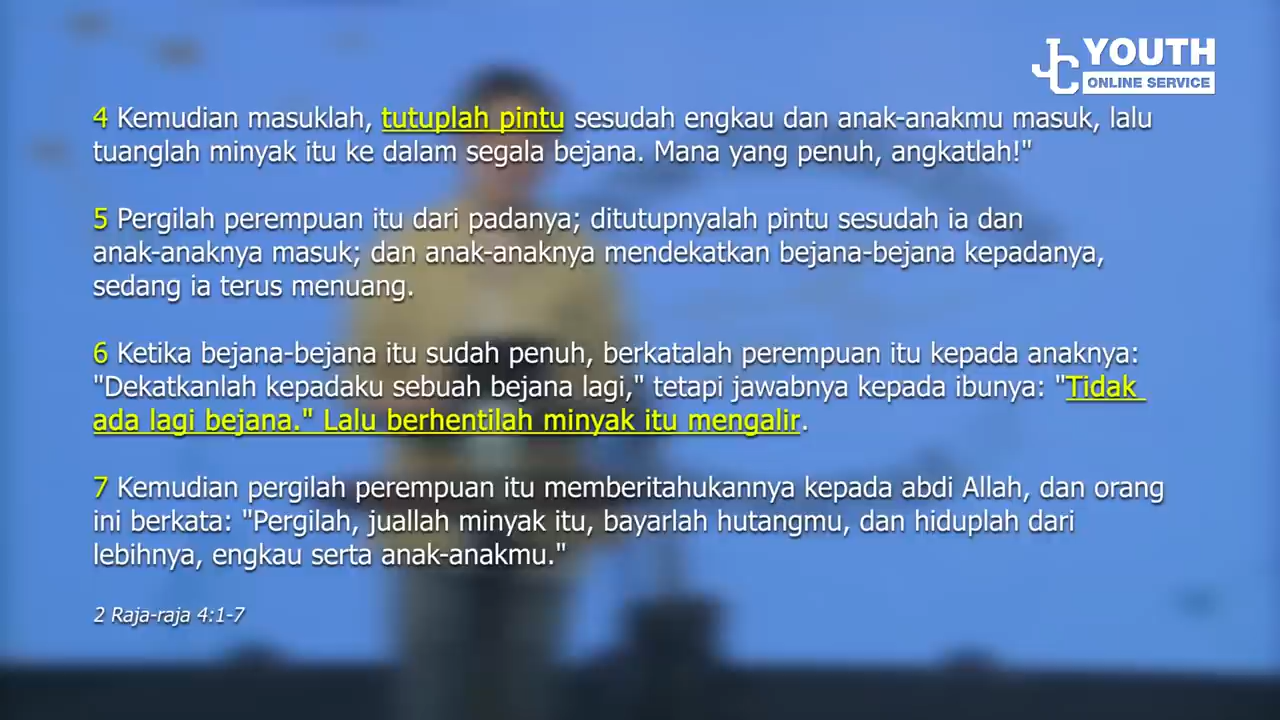 JC YOUTH
ONLINE SERVICE
4 Kemudian masuklah, tutuplah pintu sesudah engkau dan anak-anakmu masuk, lalu
tuanglah minyak itu ke dalam segala bejana. Mana yang penuh, angkatlah!"
5 Pergilah perempuan itu dari padanya; ditutupnyalah pintu sesudah ia dan
anak-anaknya masuk; dan anak-anaknya mendekatkan bejana-bejana kepadanya,
sedang ia terus menuang.
6 Ketika bejana-bejana itu sudah penuh, berkatalah perempuan itu kepada anaknya:
"Dekatkanlah kepadaku sebuah bejana lagi," tetapi jawabnya kepada ibunya: "Tidak
ada lagi bejana." Lalu berhentilah minyak itu mengalir.
7 Kemudian pergilah perempuan itu memberitahukannya kepada abdi Allah, dan orang
ini berkata: "Pergilah, juallah minyak itu, bayarlah hutangmu, dan hiduplah dari
lebihnya, engkau serta anak-anakmu."
2 Raja-raja 4:1-7